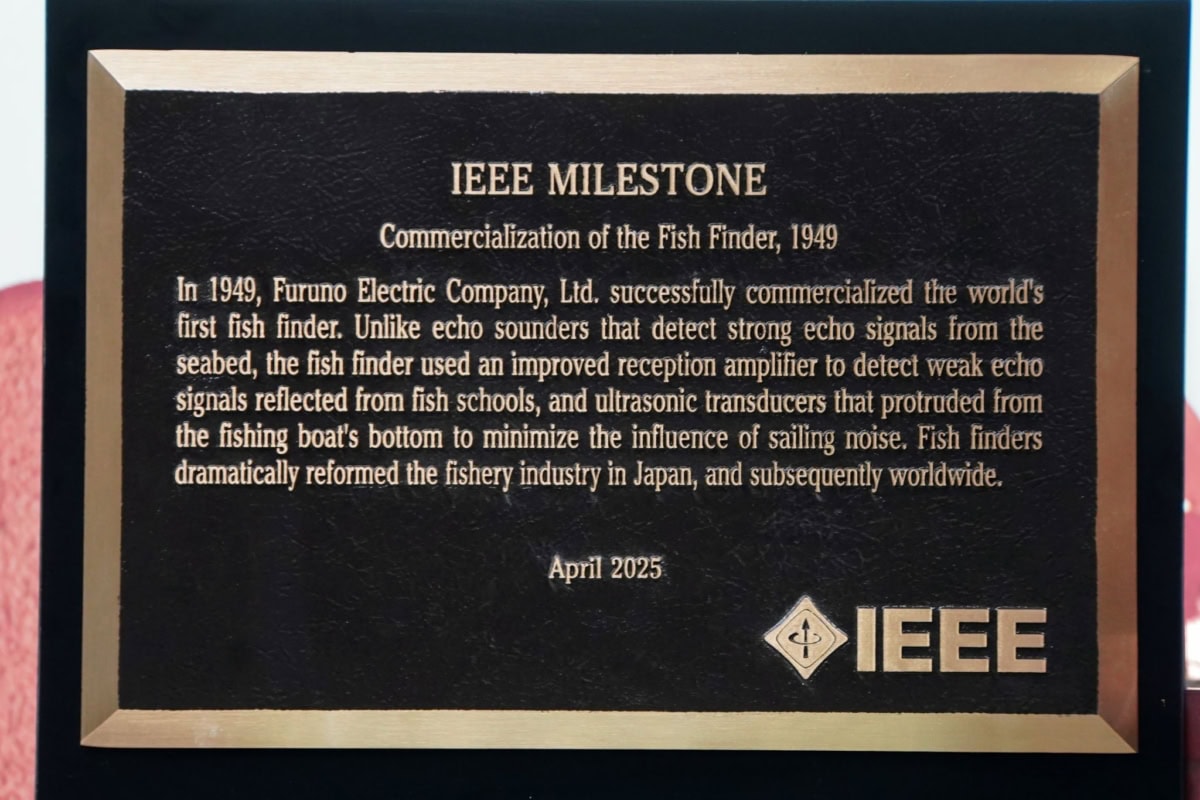 IEEE MILESTONE
Commercialization of the Fish Finder, 1949
In 1949, Furuno Electric Company, Ltd. successfully commercialized the world's
first fish finder. Unlike echo sounders that detect strong echo signals from the
seabed, the fish finder used an improved reception amplifier to detect weak echo
signals reflected from fish schools, and ultrasonic transducers that protruded from
the fishing boat's bottom to minimize the influence of sailing noise. Fish finders
dramatically reformed the fishery industry in Japan, and subsequently worldwide.
April 2025
IEEE